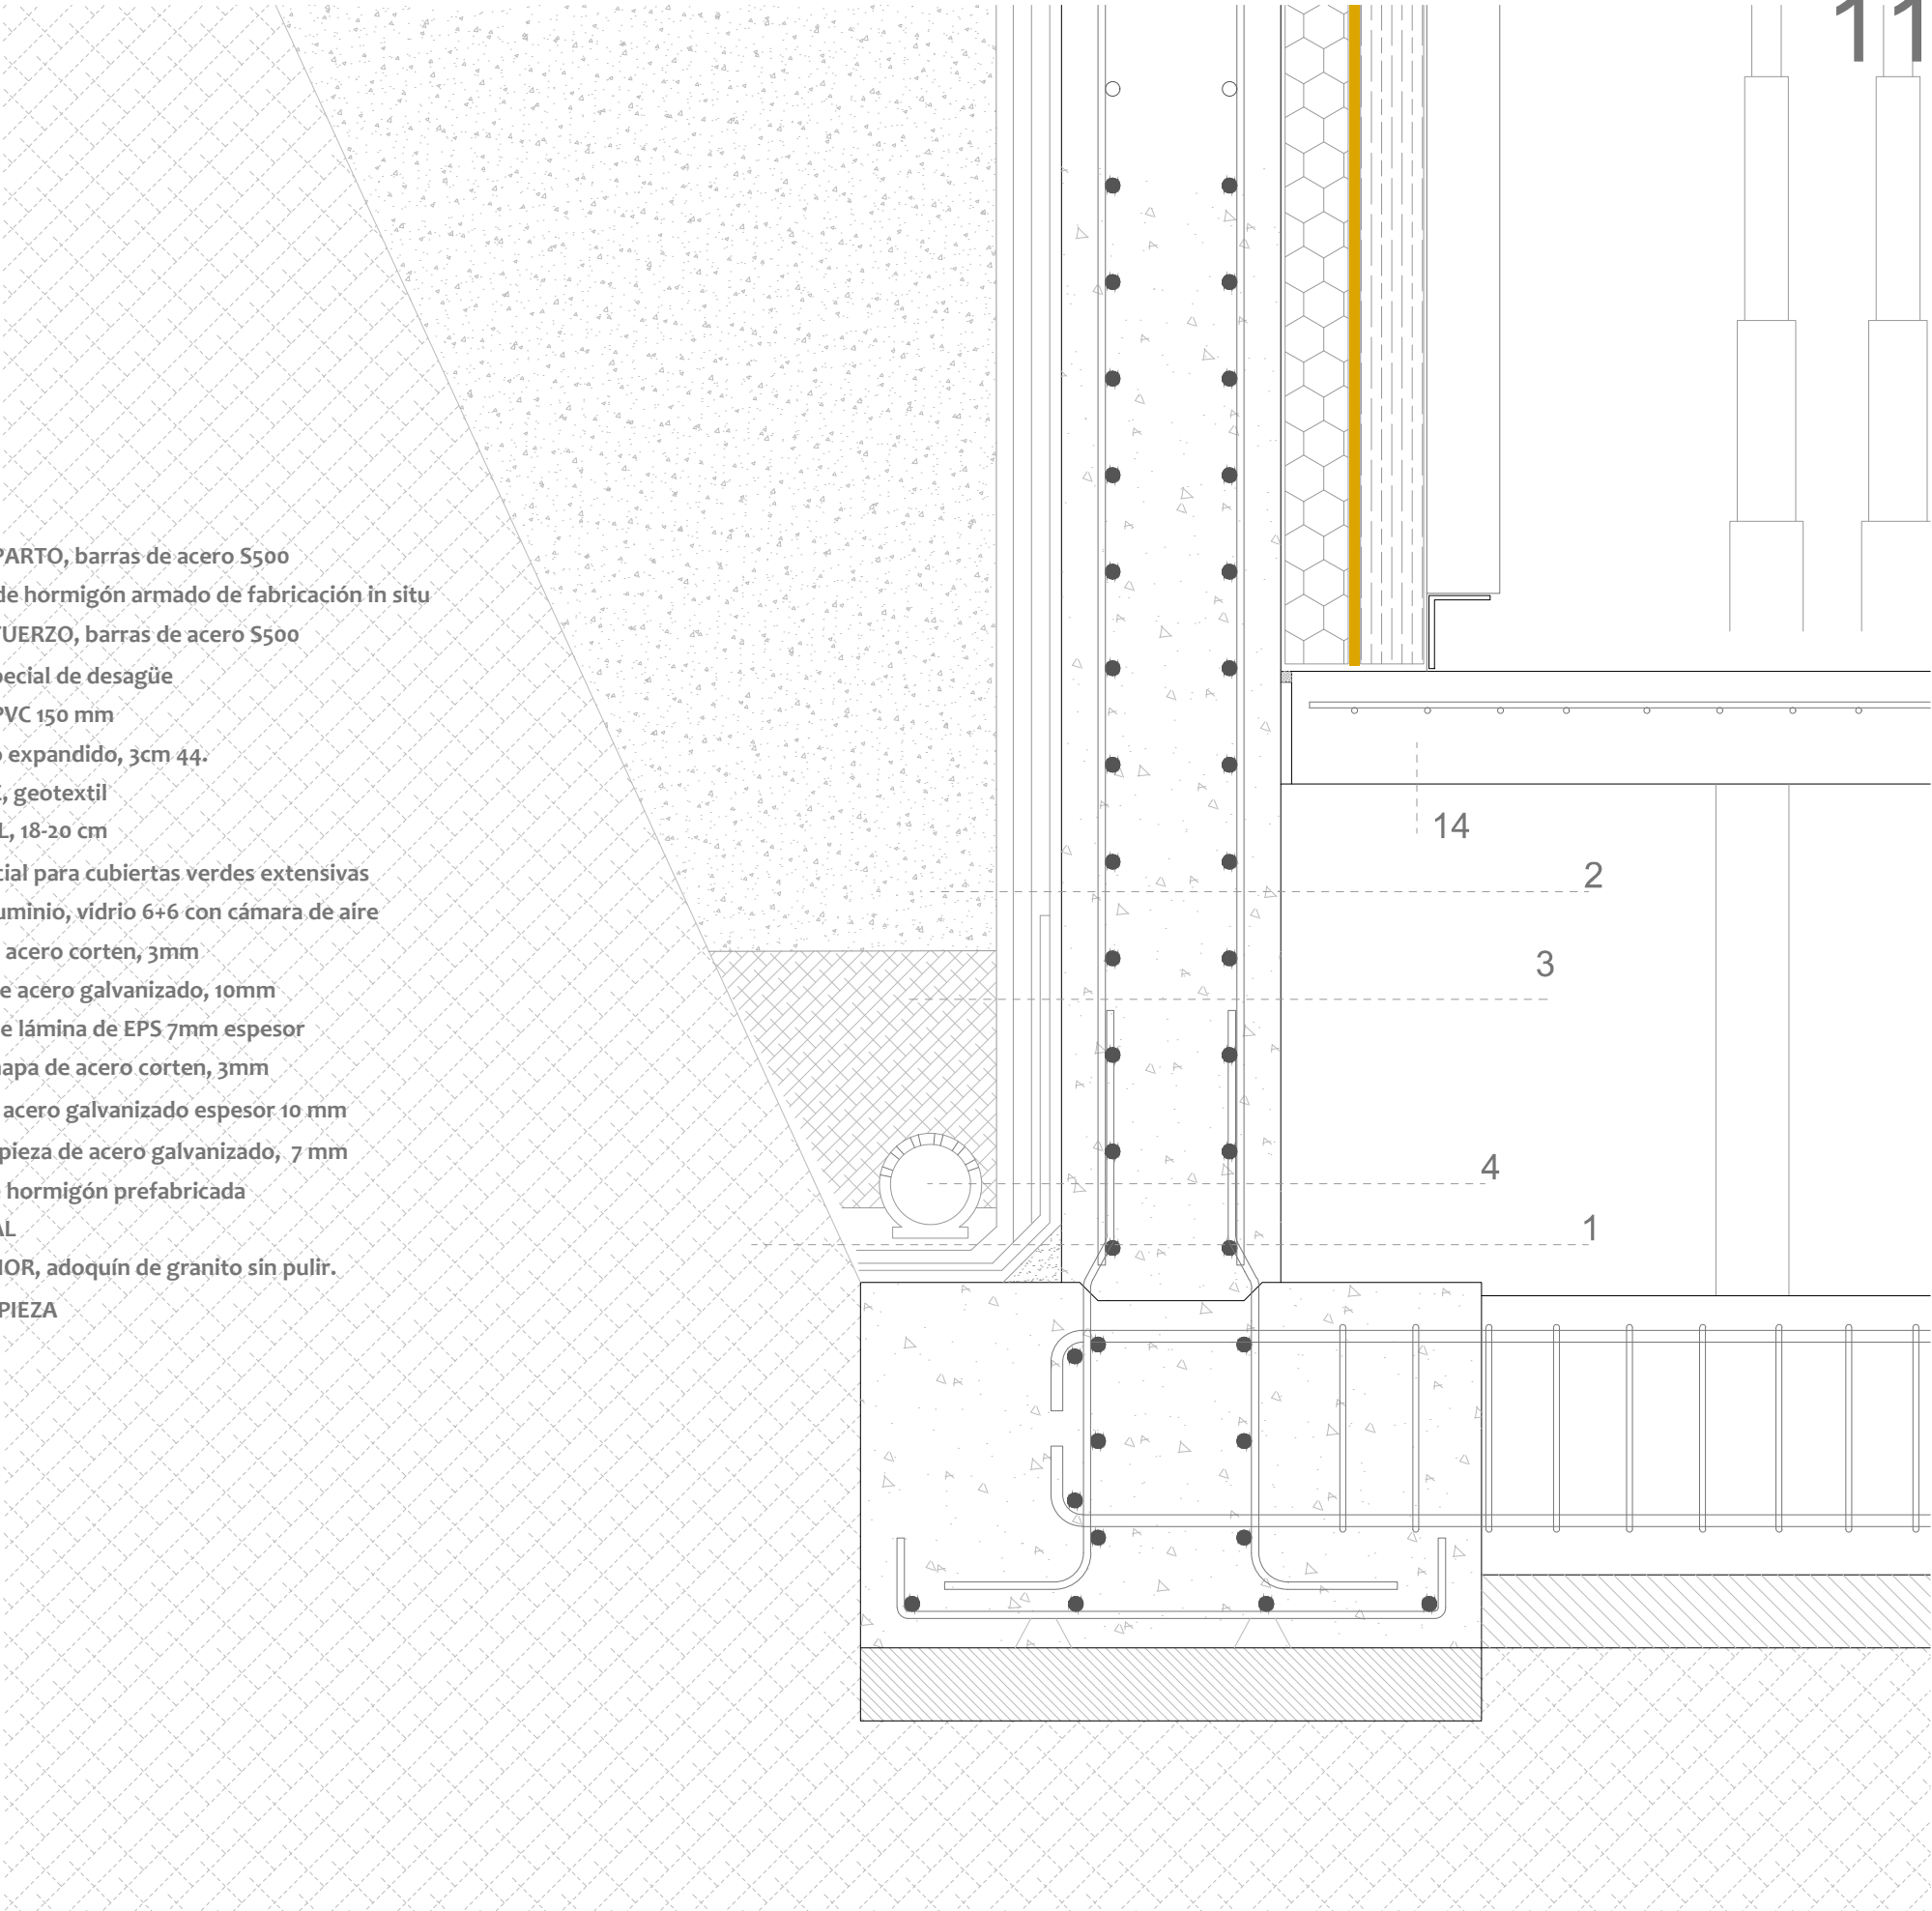 11
PARTO, barras de acero S500
de hormigón armado de fabricación in situ
UERZO, barras de acero S500
pecial de desagüe
PVC 150 mm
o expandido, 3cm 44.
, geotextil
L, 18-20 cm
cial para cubiertas verdes extensivas
uminio, vidrio 6+6 con cámara de aire
acero corten, 3mm
e acero galvanizado, 10mm
e lámina de EPS 7mm espesor
hapa de acero corten, 3mm
acero galvanizado espesor 10 mm
pieza de acero galvanizado, 7 mm
hormigón prefabricada
AL
IOR, adoquín de granito sin pulir.
PIEZA
14
2
3
4
1